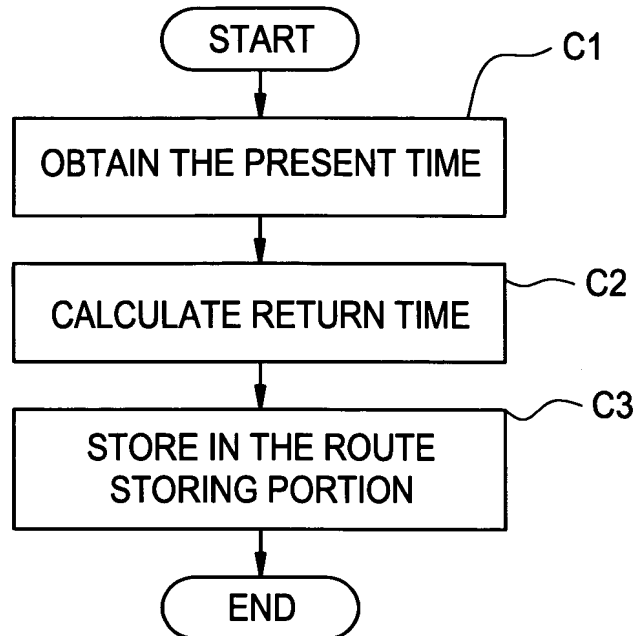 START
C1
OBTAIN THE PRESENT TIME
C2
CALCULATE RETURN TIME
C3
STORE IN THE ROUTE
STORING PORTION
END